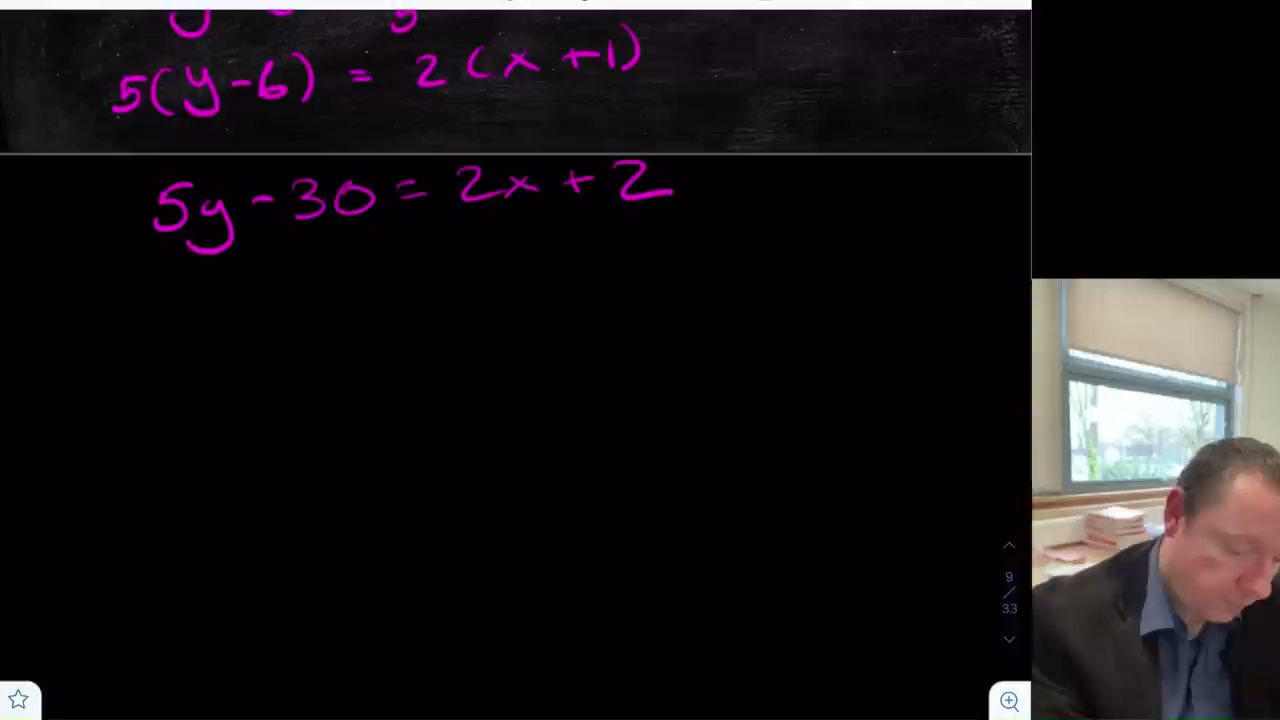 5(y-6) = 2(x+1)
5y-30 = 2x+2
9
/
33